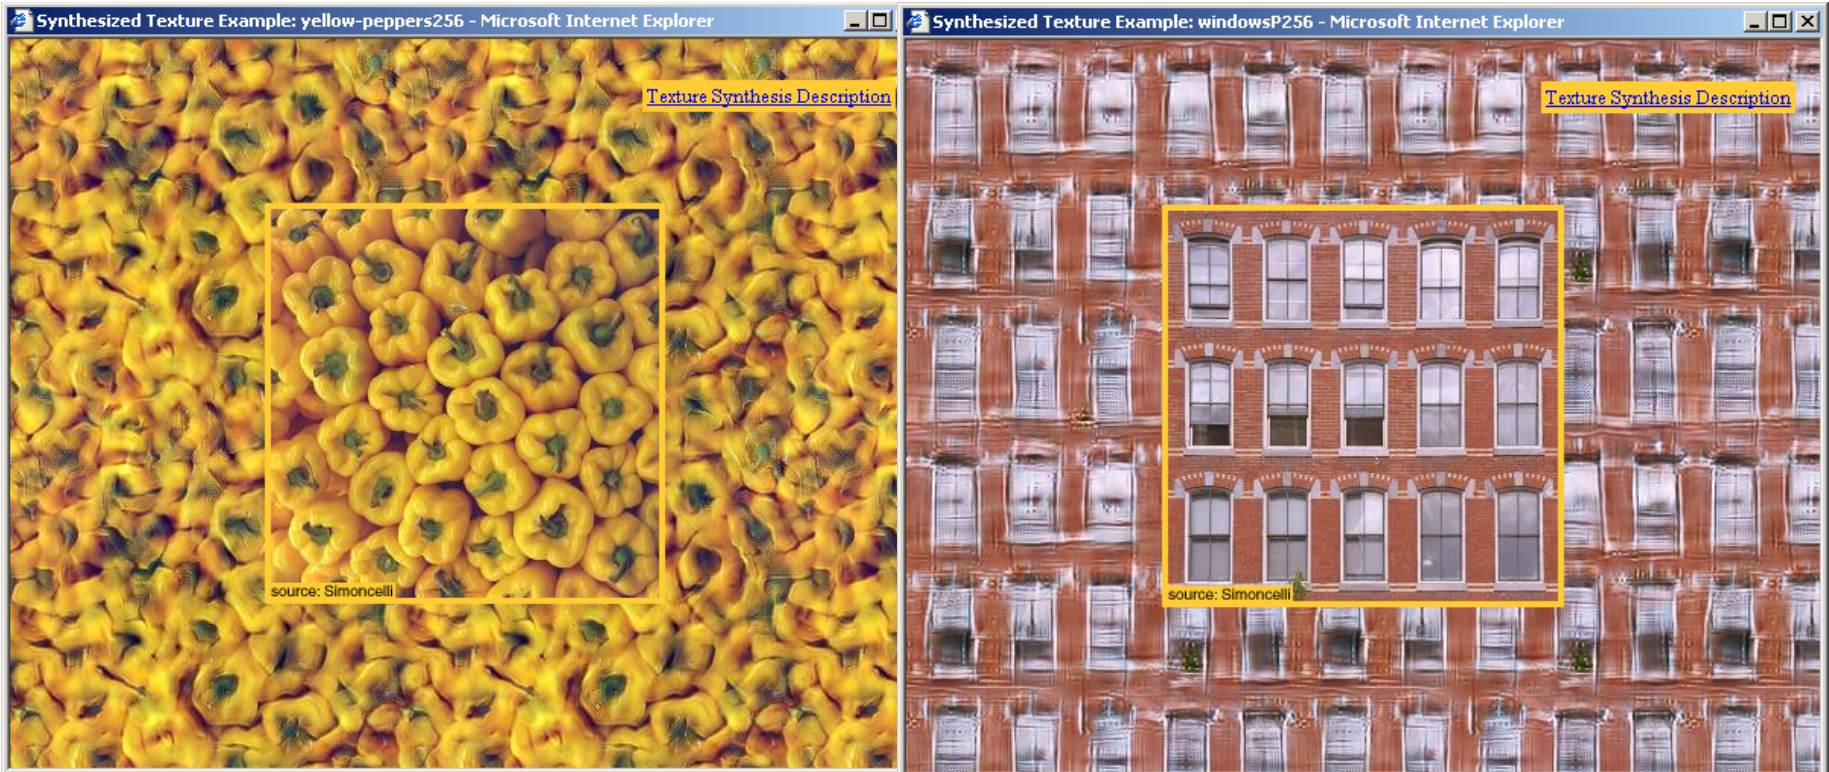 Synthesized Texture Example: yellow-peppers256 - Microsoft Internet Explorer
Texture Synthesis Description
source: Simoncelli
Synthesized Texture Example: windowsP256 - Microsoft Internet Explorer
Texture Synthesis Description
source: Simoncelli